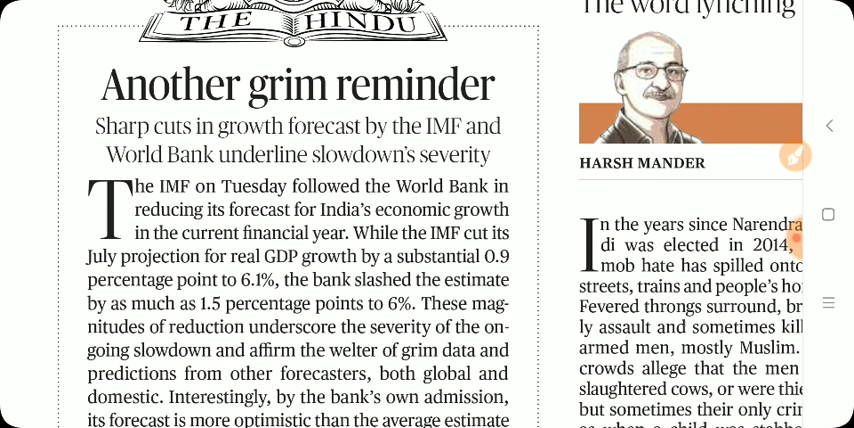 THE HINDU
Another grim reminder
Sharp cuts in growth forecast by the IMF and
World Bank underline slowdown's severity
The IMF on Tuesday followed the World Bank in
reducing its forecast for India's economic growth
in the current financial year. While the IMF cut its
July projection for real GDP growth by a substantial 0.9
percentage point to 6.1%, the bank slashed the estimate
by as much as 1.5 percentage points to 6%. These mag-
nitudes of reduction underscore the severity of the on-
going slowdown and affirm the welter of grim data and
predictions from other forecasters, both global and
domestic. Interestingly, by the bank's own admission,
its forecast is more optimistic than the average estimate
The word lynching
HARSH MANDER
In the years since Narendra
di was elected in 2014,
mob hate has spilled onto
streets, trains and people's ho
Fevered throngs surround, br
ly assault and sometimes kill
armed men, mostly Muslim.
crowds allege that the men
slaughtered cows, or were thie
but sometimes their only crir